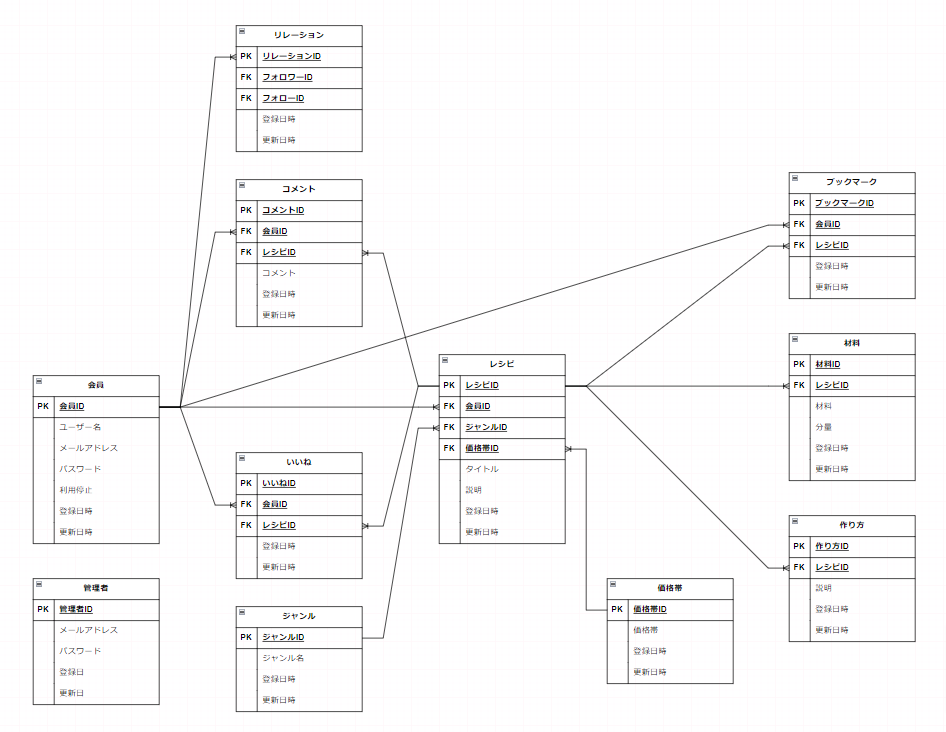 リレーション
PK リレーションID
FK フォロワーID
FK フォローID
登録日時
更新日時
コメント
PK コメントID
FK 会員ID
FK レシピID
コメント
登録日時
更新日時
ブックマーク
PK ブックマークID
FK 会員ID
FK レシピID
登録日時
更新日時
会員
PK 会員ID
ユーザー名
メールアドレス
パスワード
利用停止
登録日時
更新日時
レシピ
PK レシピID
FK 会員ID
FK ジャンルID
FK 価格帯ID
タイトル
説明
登録日時
更新日時
材料
PK 材料ID
FK レシピID
材料
分量
登録日時
更新日時
いいね
PK いいねID
FK 会員ID
FK レシピID
登録日時
更新日時
作り方
PK 作り方ID
FK レシピID
説明
登録日時
更新日時
管理者
PK 管理者ID
メールアドレス
パスワード
登録日
更新日
ジャンル
PK ジャンルID
ジャンル名
登録日時
更新日時
価格帯
PK 価格帯ID
価格帯
登録日時
更新日時